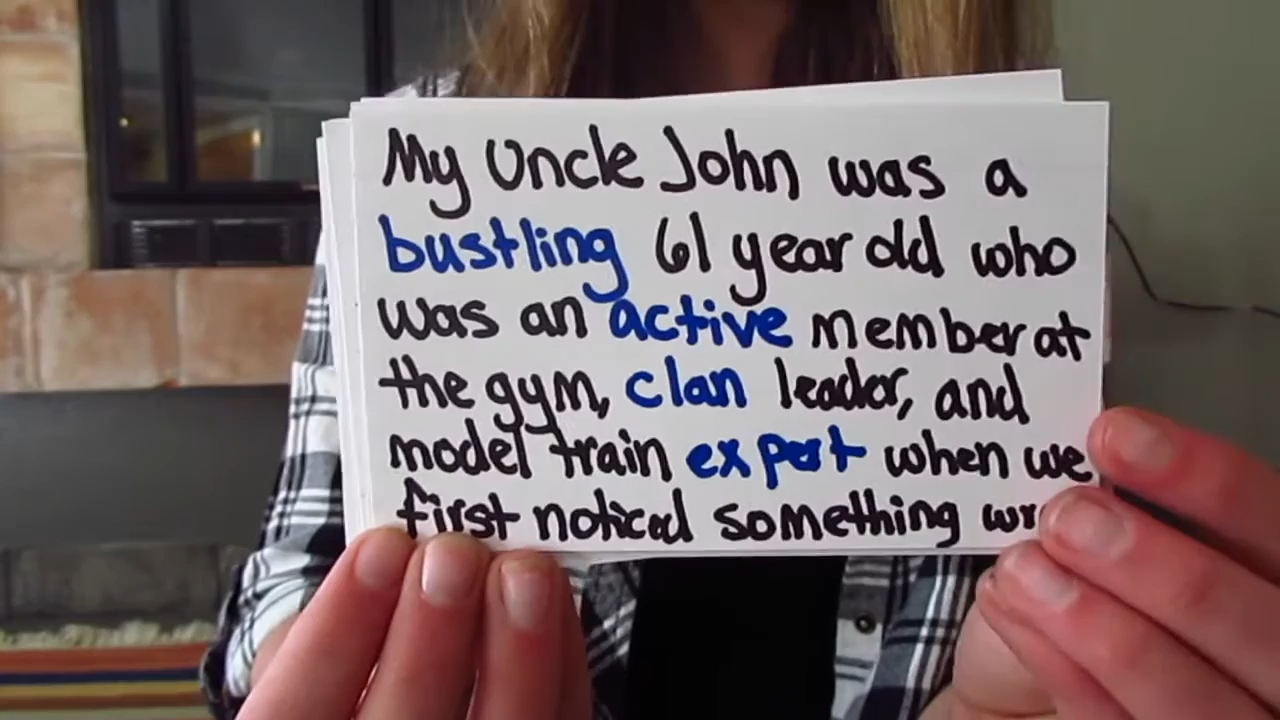 My Uncle John was a
bustling 61 year old who
was an active member at
the gym, clan leader, and
model train expert when we
first noticed something